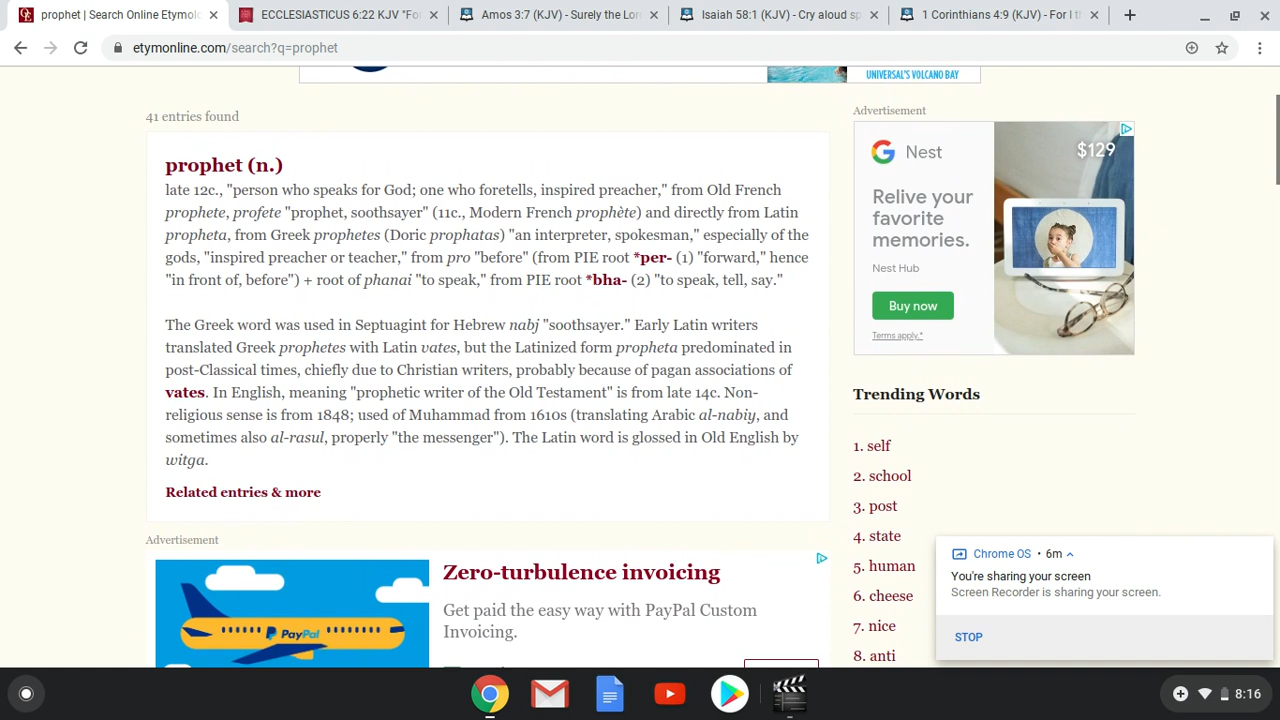 prophet | Search Online Etymolo
ECCLESIASTICUS 6:22 KJV "Fo
Amos 3:7 (KJV) - Surely the Lor
Isaiah 58:1 (KJV) - Cry aloud sp
1 Corinthians 4:9 (KJV) - For I th
etymonline.com/search?q=prophet
UNIVERSAL'S VOLCANO BAY
41 entries found
prophet (n.)
late 12c., "person who speaks for God; one who foretells, inspired preacher," from Old French
prophete, profete "prophet, soothsayer" (11c., Modern French prophète) and directly from Latin
propheta, from Greek prophetes (Doric prophatas) "an interpreter, spokesman," especially of the
gods, "inspired preacher or teacher," from pro "before" (from PIE root *per- (1) "forward," hence
"in front of, before") + root of phanai "to speak," from PIE root *bha- (2) "to speak, tell, say."
The Greek word was used in Septuagint for Hebrew nabj "soothsayer." Early Latin writers
translated Greek prophetes with Latin vates, but the Latinized form propheta predominated in
post-Classical times, chiefly due to Christian writers, probably because of pagan associations of
vates. In English, meaning "prophetic writer of the Old Testament" is from late 14c. Non-
religious sense is from 1848; used of Muhammad from 1610s (translating Arabic al-nabiy, and
sometimes also al-rasul, properly "the messenger"). The Latin word is glossed in Old English by
witga.
Related entries & more
Advertisement
PayPal
Zero-turbulence invoicing
Get paid the easy way with PayPal Custom
Invoicing.
Advertisement
Nest
$129
Relive your
favorite
memories.
Nest Hub
Buy now
Terms apply.*
Trending Words
1. self
2. school
3. post
4. state
5. human
6. cheese
7. nice
8. anti
Chrome OS • 6m
You're sharing your screen
Screen Recorder is sharing your screen.
STOP
8:16